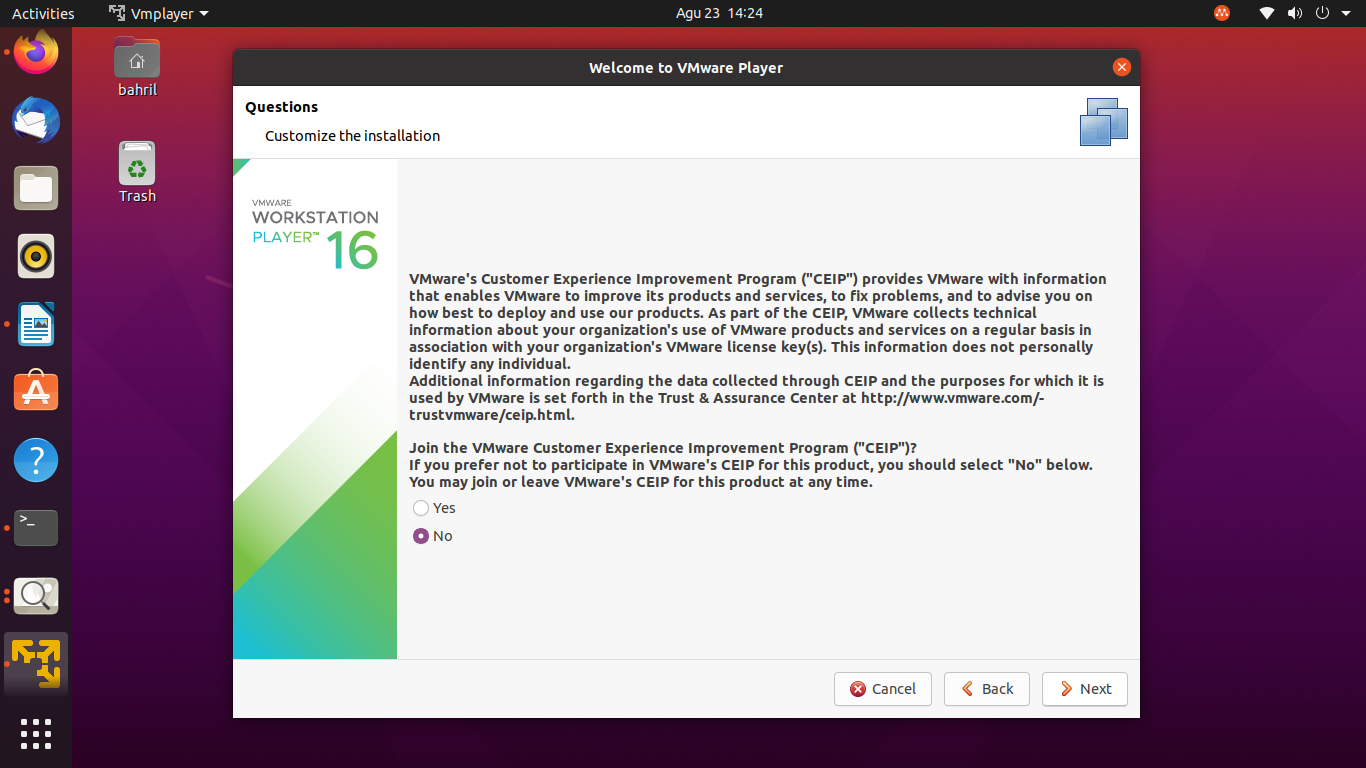 Activities
Vmplayer
Agu 23 14:24
bahril
Trash
Welcome to VMware Player
Questions
Customize the installation
VMWARE
WORKSTATION
PLAYER™ 16
VMware's Customer Experience Improvement Program ("CEIP") provides VMware with information
that enables VMware to improve its products and services, to fix problems, and to advise you on
how best to deploy and use our products. As part of the CEIP, VMware collects technical
information about your organization's use of VMware products and services on a regular basis in
association with your organization's VMware license key(s). This information does not personally
identify any individual.
Additional information regarding the data collected through CEIP and the purposes for which it is
used by VMware is set forth in the Trust & Assurance Center at http://www.vmware.com/-
trustvmware/ceip.html.
Join the VMware Customer Experience Improvement Program ("CEIP")?
If you prefer not to participate in VMware's CEIP for this product, you should select "No" below.
You may join or leave VMware's CEIP for this product at any time.
Yes
No
Cancel
Back
Next